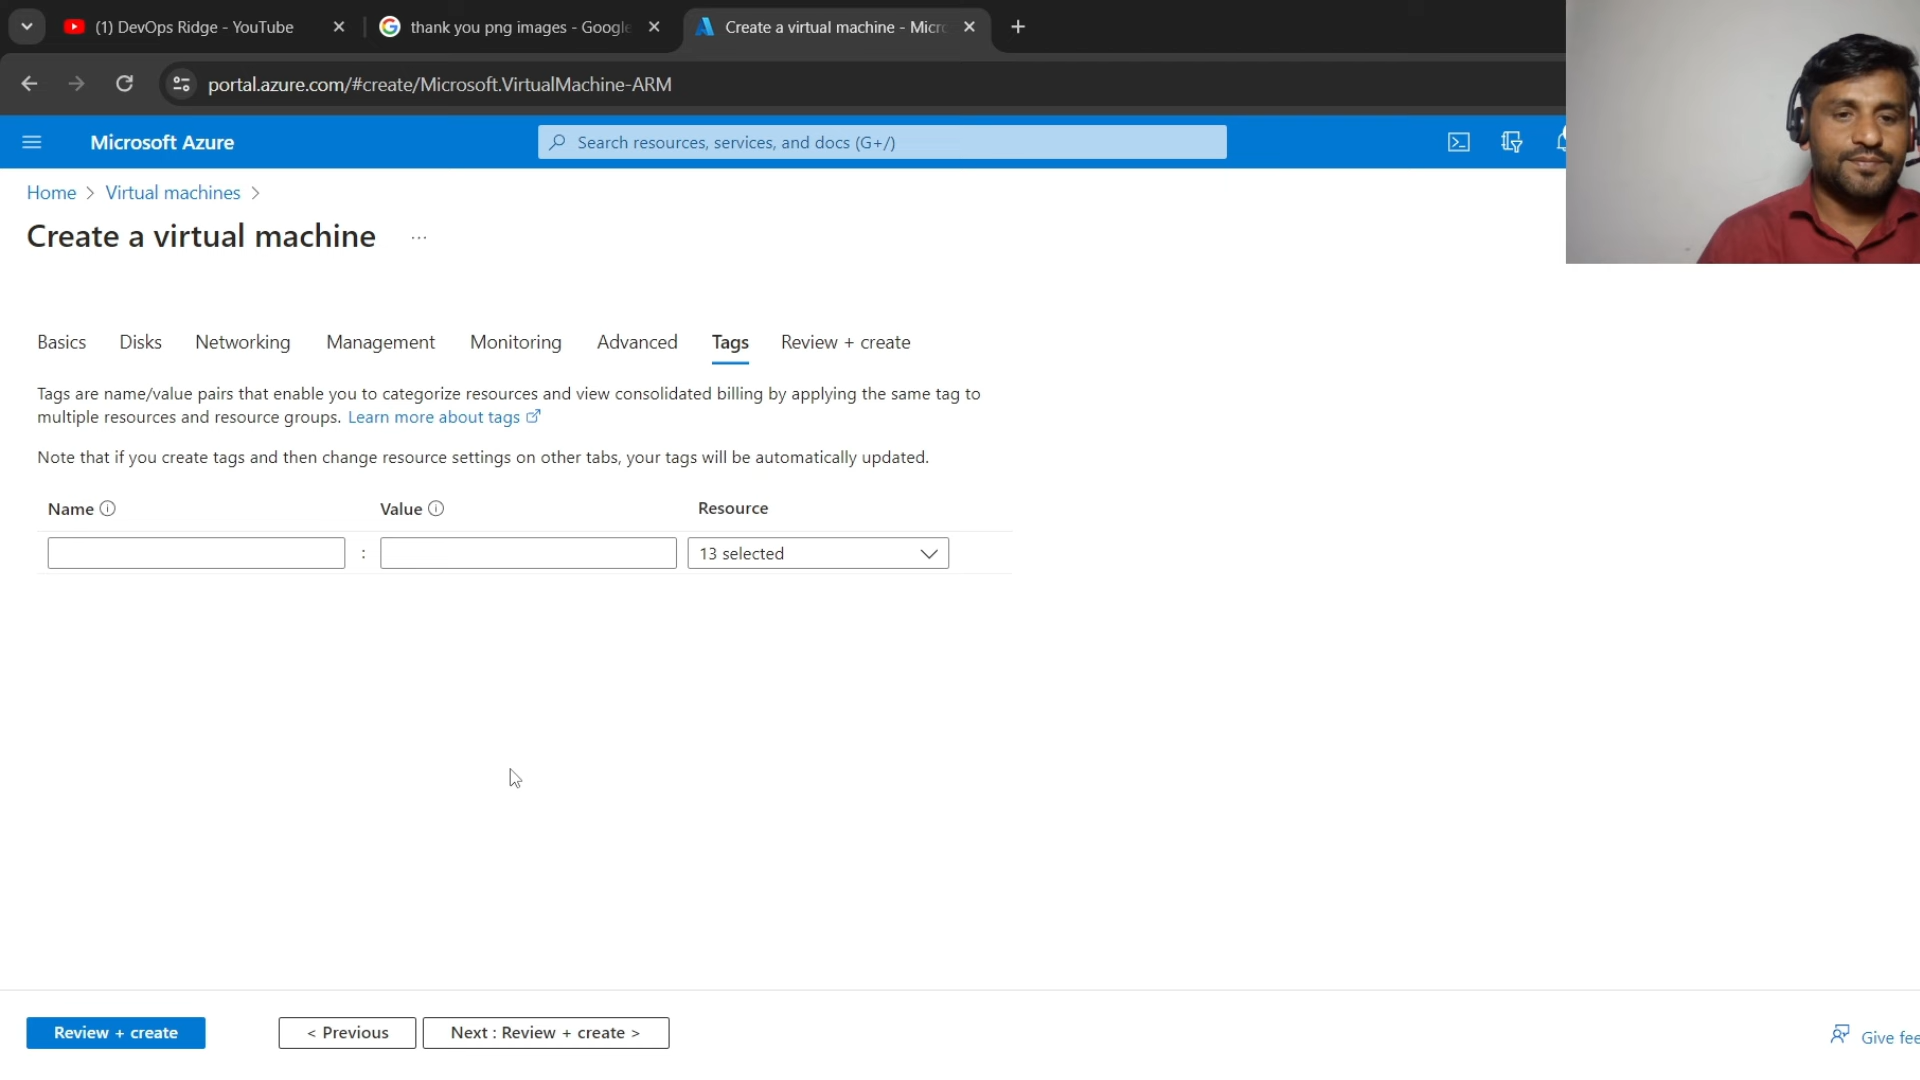 (1) DevOps Ridge - YouTube
thank you png images - Google
Create a virtual machine - Micro
portal.azure.com/#create/Microsoft.VirtualMachine-ARM
Microsoft Azure
Search resources, services, and docs (G+/)
Home > Virtual machines >
Create a virtual machine ...
Basics Disks Networking Management Monitoring Advanced Tags Review + create
Tags are name/value pairs that enable you to categorize resources and view consolidated billing by applying the same tag to
multiple resources and resource groups. Learn more about tags
Note that if you create tags and then change resource settings on other tabs, your tags will be automatically updated.
Name Value Resource
: 13 selected
Review + create < Previous Next : Review + create >
Give fee